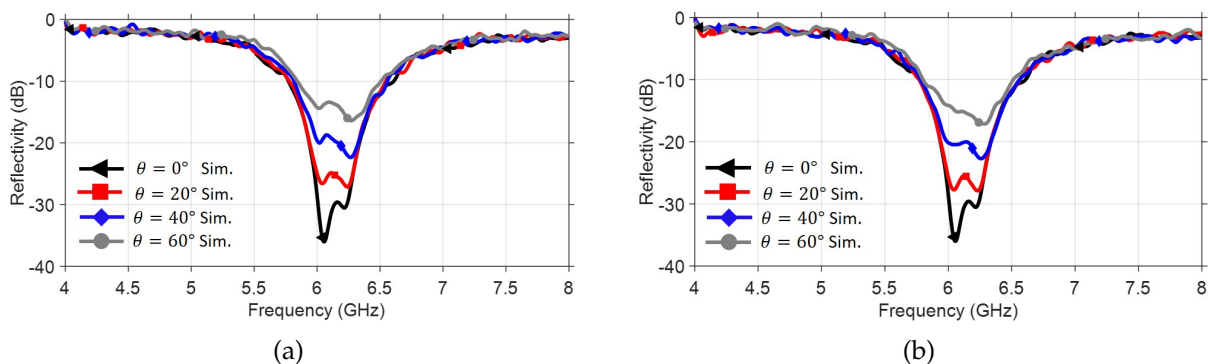 0
-10
-20
-30
-40
Reflectivity (dB)
θ = 0° Sim.
θ = 20° Sim.
θ = 40° Sim.
θ = 60° Sim.
4 4.5 5 5.5 6 6.5 7 7.5 8
Frequency (GHz)
(a)
0
-10
-20
-30
-40
Reflectivity (dB)
θ = 0° Sim.
θ = 20° Sim.
θ = 40° Sim.
θ = 60° Sim.
4 4.5 5 5.5 6 6.5 7 7.5 8
Frequency (GHz)
(b)